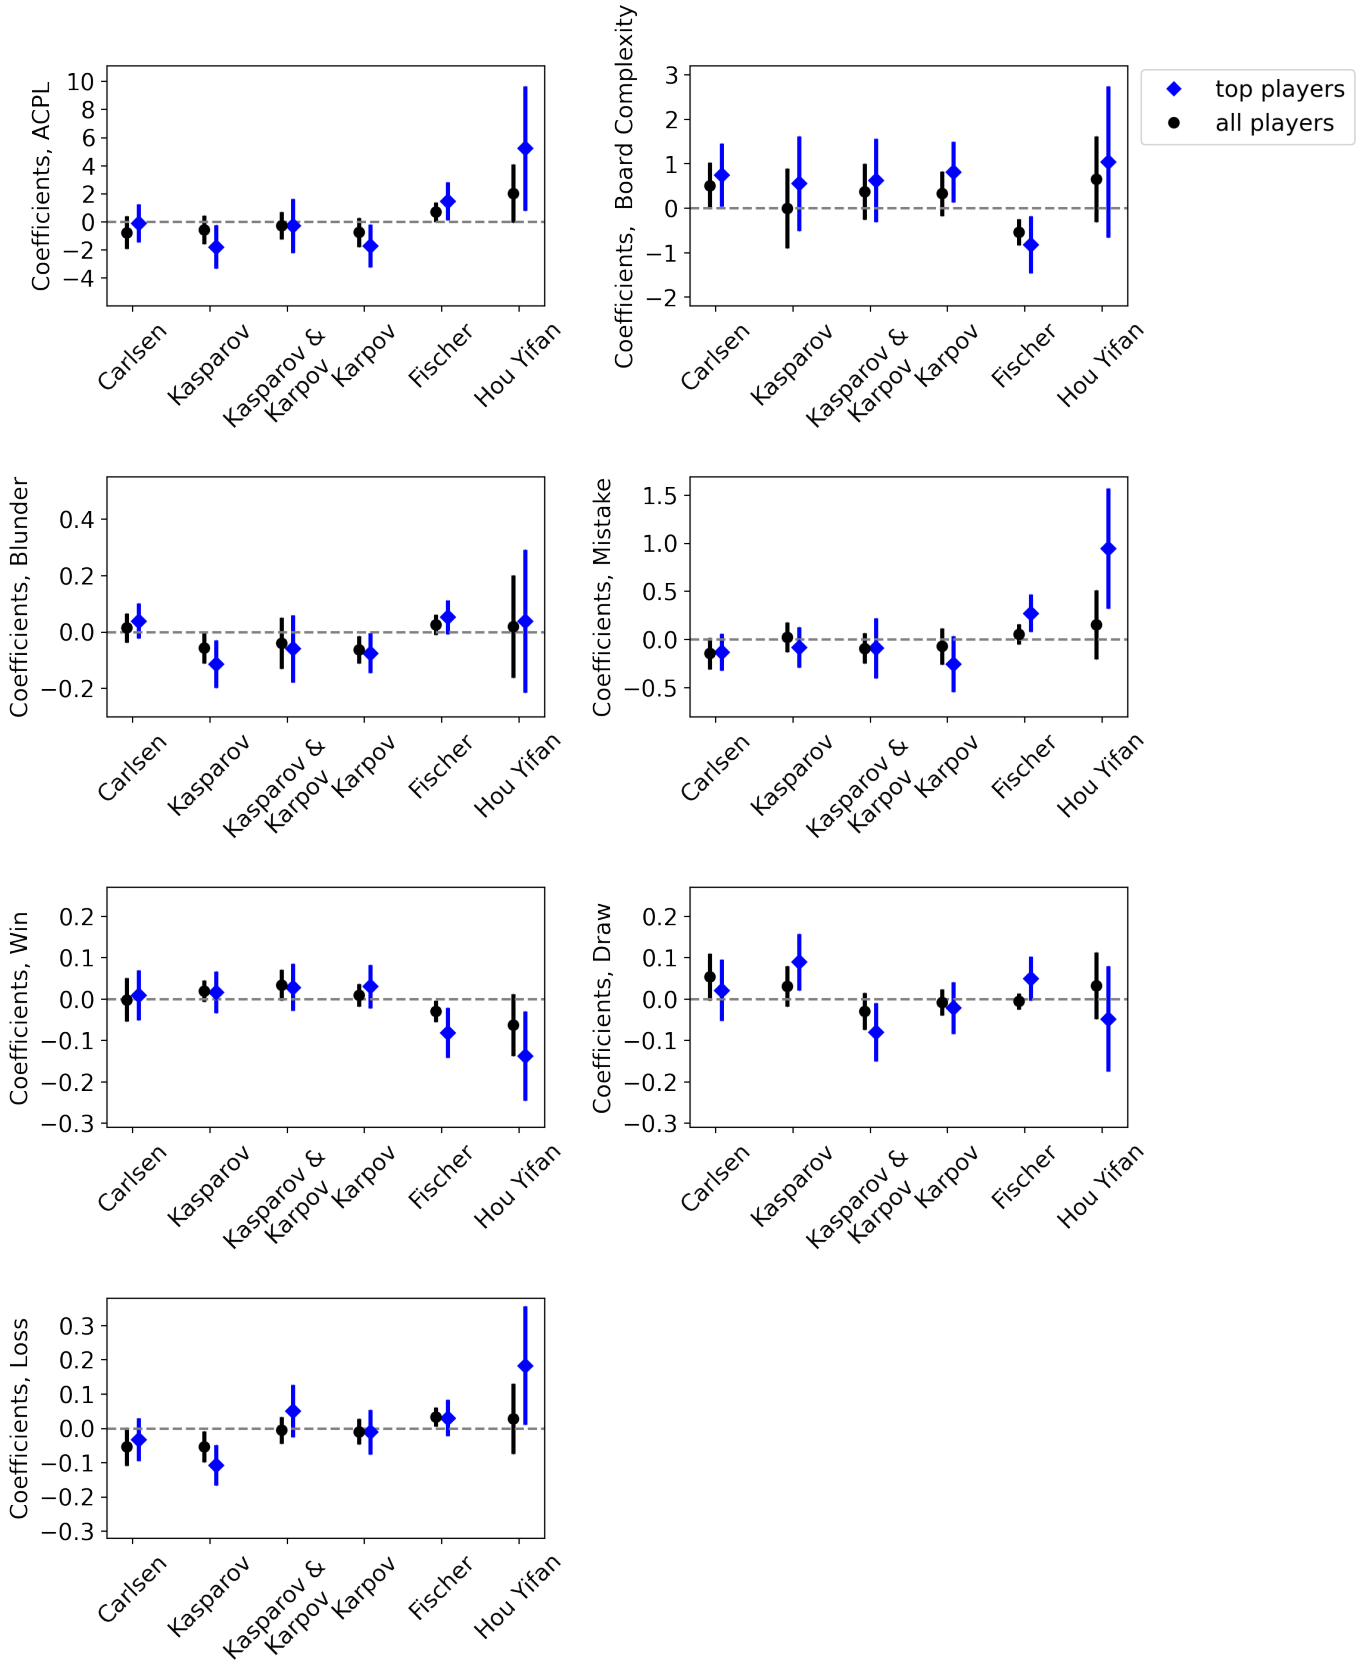 Coefficients, ACPL
10
8
6
4
2
0
−2
−4
Carlsen
Kasparov
Kasparov &
Karpov
Karpov
Fischer
Hou Yifan
Coefficients,  Board Complexity
3
2
1
0
−1
−2
Carlsen
Kasparov
Kasparov &
Karpov
Karpov
Fischer
Hou Yifan
top players
all players
Coefficients, Blunder
0.4
0.2
0.0
−0.2
Carlsen
Kasparov
Kasparov &
Karpov
Karpov
Fischer
Hou Yifan
Coefficients, Mistake
1.5
1.0
0.5
0.0
−0.5
Carlsen
Kasparov
Kasparov &
Karpov
Karpov
Fischer
Hou Yifan
Coefficients, Win
0.2
0.1
0.0
−0.1
−0.2
−0.3
Carlsen
Kasparov
Kasparov &
Karpov
Karpov
Fischer
Hou Yifan
Coefficients, Draw
0.2
0.1
0.0
−0.1
−0.2
−0.3
Carlsen
Kasparov
Kasparov &
Karpov
Karpov
Fischer
Hou Yifan
Coefficients, Loss
0.3
0.2
0.1
0.0
−0.1
−0.2
−0.3
Carlsen
Kasparov
Kasparov &
Karpov
Karpov
Fischer
Hou Yifan